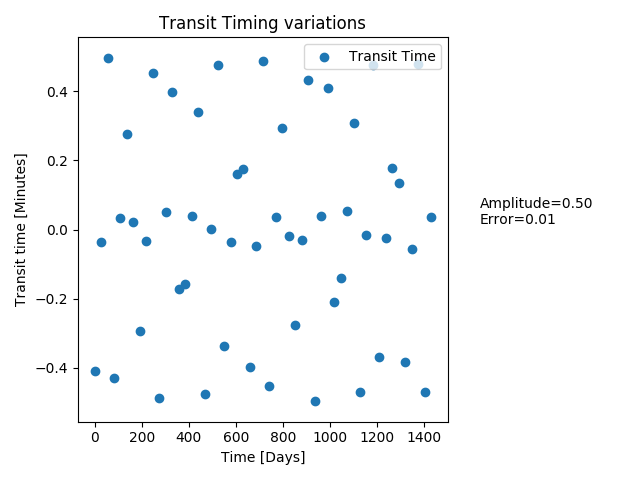 Transit Timing variations
Transit Time
0.4
0.2
0.0
−0.2
−0.4
Transit time [Minutes]
Amplitude=0.50
Error=0.01
0 200 400 600 800 1000 1200 1400
Time [Days]